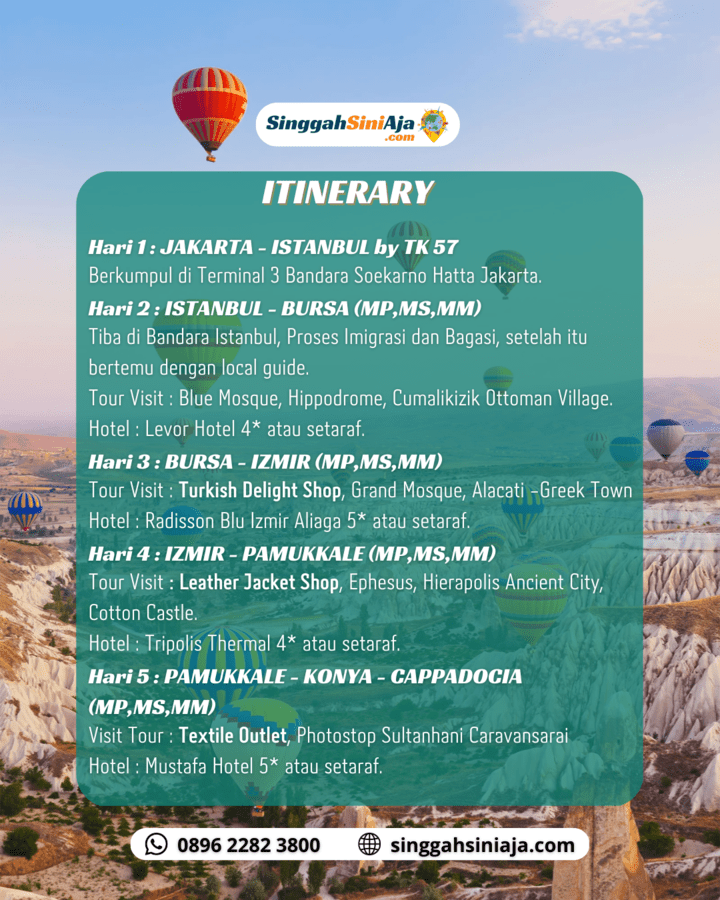 SinggahSiniAja
.com
ITINERARY
Hari 1 : JAKARTA - ISTANBUL by TK 57
Berkumpul di Terminal 3 Bandara Soekarno Hatta Jakarta.
Hari 2 : ISTANBUL - BURSA (MP,MS,MM)
Tiba di Bandara Istanbul, Proses Imigrasi dan Bagasi, setelah itu
bertemu dengan local guide.
Tour Visit : Blue Mosque, Hippodrome, Cumalikizik Ottoman Village.
Hotel : Levor Hotel 4* atau setaraf.
Hari 3 : BURSA - IZMIR (MP,MS,MM)
Tour Visit : Turkish Delight Shop, Grand Mosque, Alacati -Greek Town
Hotel : Radisson Blu Izmir Aliaga 5* atau setaraf.
Hari 4 : IZMIR - PAMUKKALE (MP,MS,MM)
Tour Visit : Leather Jacket Shop, Ephesus, Hierapolis Ancient City,
Cotton Castle.
Hotel : Tripolis Thermal 4* atau setaraf.
Hari 5 : PAMUKKALE - KONYA - CAPPADOCIA
(MP,MS,MM)
Visit Tour : Textile Outlet, Photostop Sultanhani Caravansarai
Hotel : Mustafa Hotel 5* atau setaraf.
0896 2282 3800
singgahsiniaja.com